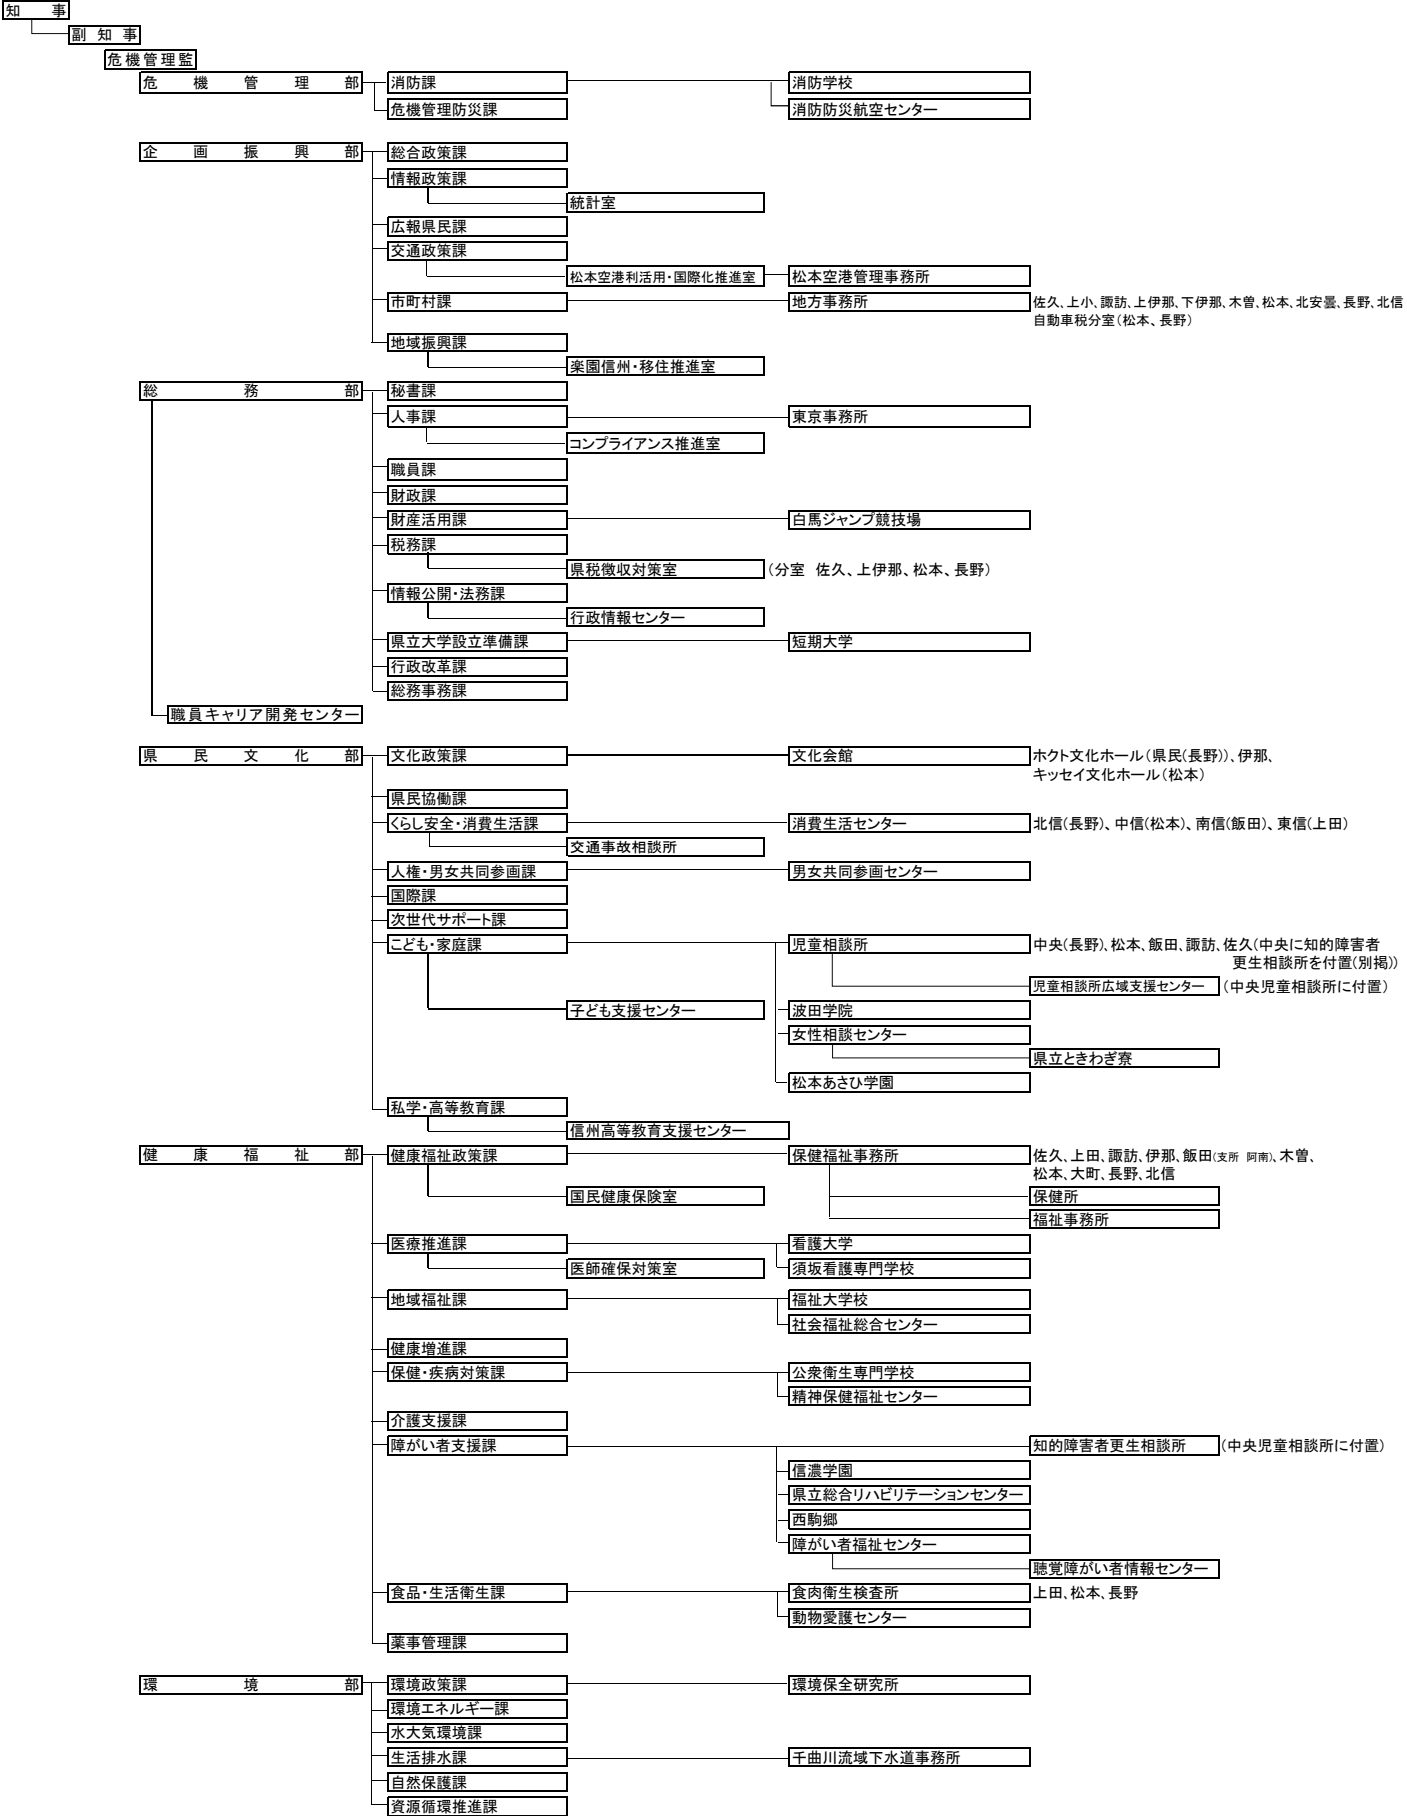 知 事
副 知 事
危機管理監
危 機 管 理 部 消防課 消防学校
危機管理防災課 消防防災航空センター
企 画 振 興 部 総合政策課
情報政策課
統計室
広報県民課
交通政策課
松本空港利活用・国際化推進室 松本空港管理事務所
市町村課 地方事務所 佐久、上小、諏訪、上伊那、下伊那、木曽、松本、北安曇、長野、北信
自動車税分室（松本、長野）
地域振興課
楽園信州・移住推進室
総 務 部 秘書課
人事課 東京事務所
コンプライアンス推進室
職員課
財政課
財産活用課 白馬ジャンプ競技場
税務課
県税徴収対策室 （分室 佐久、上伊那、松本、長野）
情報公開・法務課
行政情報センター
県立大学設立準備課 短期大学
行政改革課
総務事務課
職員キャリア開発センター
県 民 文 化 部 文化政策課 文化会館 ホクト文化ホール（県民(長野)）、伊那、
キッセイ文化ホール（松本）
県民協働課
くらし安全・消費生活課 消費生活センター 北信(長野)、中信(松本)、南信(飯田)、東信(上田)
交通事故相談所
人権・男女共同参画課 男女共同参画センター
国際課
次世代サポート課
こども・家庭課 児童相談所 中央(長野)、松本、飯田、諏訪、佐久(中央に知的障害者
更生相談所を付置(別掲))
児童相談所広域支援センター （中央児童相談所に付置）
子ども支援センター 波田学院
女性相談センター
県立ときわぎ寮
松本あさひ学園
私学・高等教育課
信州高等教育支援センター
健 康 福 祉 部 健康福祉政策課 保健福祉事務所 佐久、上田、諏訪、伊那、飯田(支所 阿南)、木曽、
松本、大町、長野、北信
国民健康保険室 保健所
福祉事務所
医療推進課 看護大学
医師確保対策室 須坂看護専門学校
地域福祉課 福祉大学校
社会福祉総合センター
健康増進課
保健・疾病対策課 公衆衛生専門学校
精神保健福祉センター
介護支援課
障がい者支援課 知的障害者更生相談所 （中央児童相談所に付置）
信濃学園
県立総合リハビリテーションセンター
西駒郷
障がい者福祉センター
聴覚障がい者情報センター
食品・生活衛生課 食肉衛生検査所 上田、松本、長野
動物愛護センター
薬事管理課
環 境 部 環境政策課 環境保全研究所
環境エネルギー課
水大気環境課
生活排水課 千曲川流域下水道事務所
自然保護課
資源循環推進課